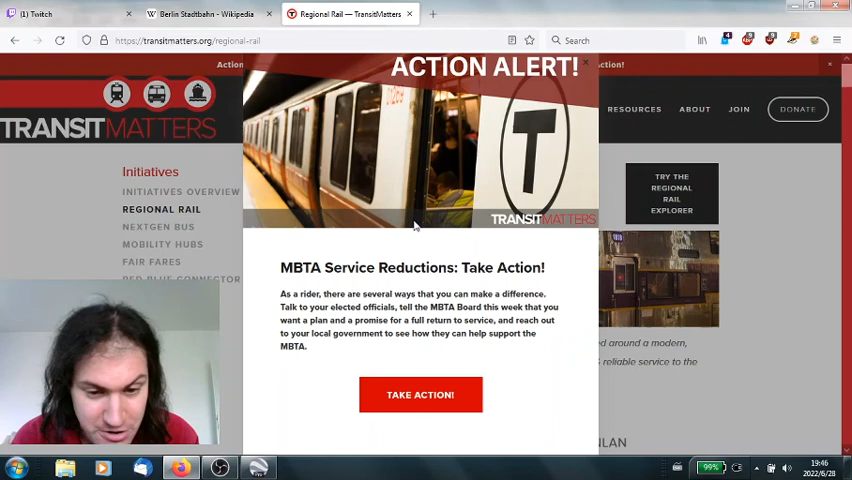 (1) Twitch
Berlin Stadtbahn - Wikipedia
Regional Rail — TransitMatters
https://transitmatters.org/regional-rail
Search
Action
ction!
ACTION ALERT!
TRANSITMATTERS
RESOURCES
ABOUT
JOIN
DONATE
T
TRANSITMATTERS
Initiatives
INITIATIVES OVERVIEW
REGIONAL RAIL
NEXTGEN BUS
MOBILITY HUBS
FAIR FARES
RED BLUE CONNECTOR
TRY THE
REGIONAL
RAIL
EXPLORER
MBTA Service Reductions: Take Action!
As a rider, there are several ways that you can make a difference.
Talk to your elected officials, tell the MBTA Board this week that you
want a plan and a promise for a full return to service, and reach out
to your local government to see how they can help support the
MBTA.
TAKE ACTION!
ed around a modern,
reliable service to the
NLAN
99%
19:46
2022/6/28